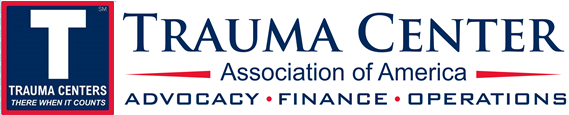 SM
T
TRAUMA CENTERS
THERE WHEN IT COUNTS
TRAUMA CENTER
Association of America
ADVOCACY • FINANCE • OPERATIONS